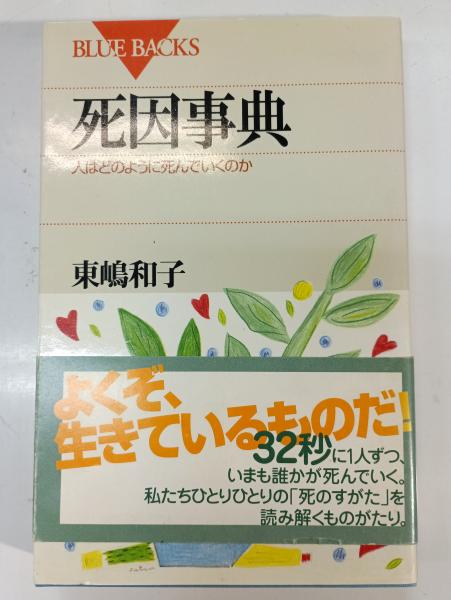 BLUE BACKS
死因事典
人はどのように死んでいくのか
東嶋和子
よくぞ、
生きているものだ!
32秒に1人ずつ、
いまも誰かが死んでいく。
私たちひとりひとりの「死のすがた」を
読み解くものがたり。